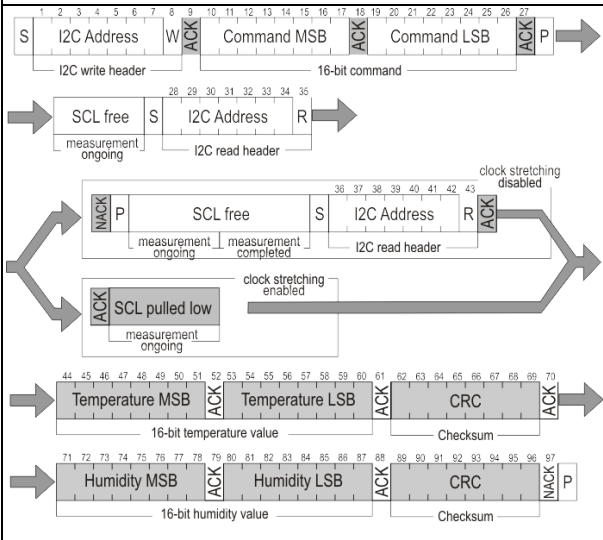 1 2 3 4 5 6 7 8 9 10 11 12 13 14 15 16 17 18 19 20 21 22 23 24 25 26 27
S I2C Address W ACK Command MSB ACK Command LSB ACK P
I2C write header 16-bit command
28 29 30 31 32 33 34 35
SCL free S I2C Address R
measurement
ongoing
I2C read header
clock stretching
disabled
36 37 38 39 40 41 42 43
NACK P SCL free S I2C Address R ACK
measurement
ongoing
measurement
completed
I2C read header
clock stretching
enabled
ACK SCL pulled low
measurement
ongoing
44 45 46 47 48 49 50 51 52 53 54 55 56 57 58 59 60 61 62 63 64 65 66 67 68 69 70
Temperature MSB ACK Temperature LSB ACK CRC ACK
16-bit temperature value Checksum
71 72 73 74 75 76 77 78 79 80 81 82 83 84 85 86 87 88 89 90 91 92 93 94 95 96 97
Humidity MSB ACK Humidity LSB ACK CRC NACK P
16-bit humidity value Checksum